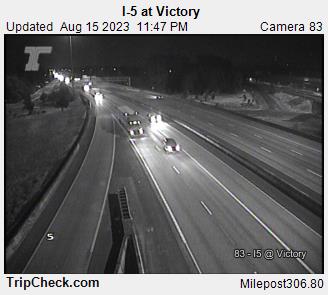 I-5 at Victory
Updated Aug 15 2023 11:47 PM Camera 83
T
S
83 - I5 @ Victory
TripCheck.com Milepost306.80